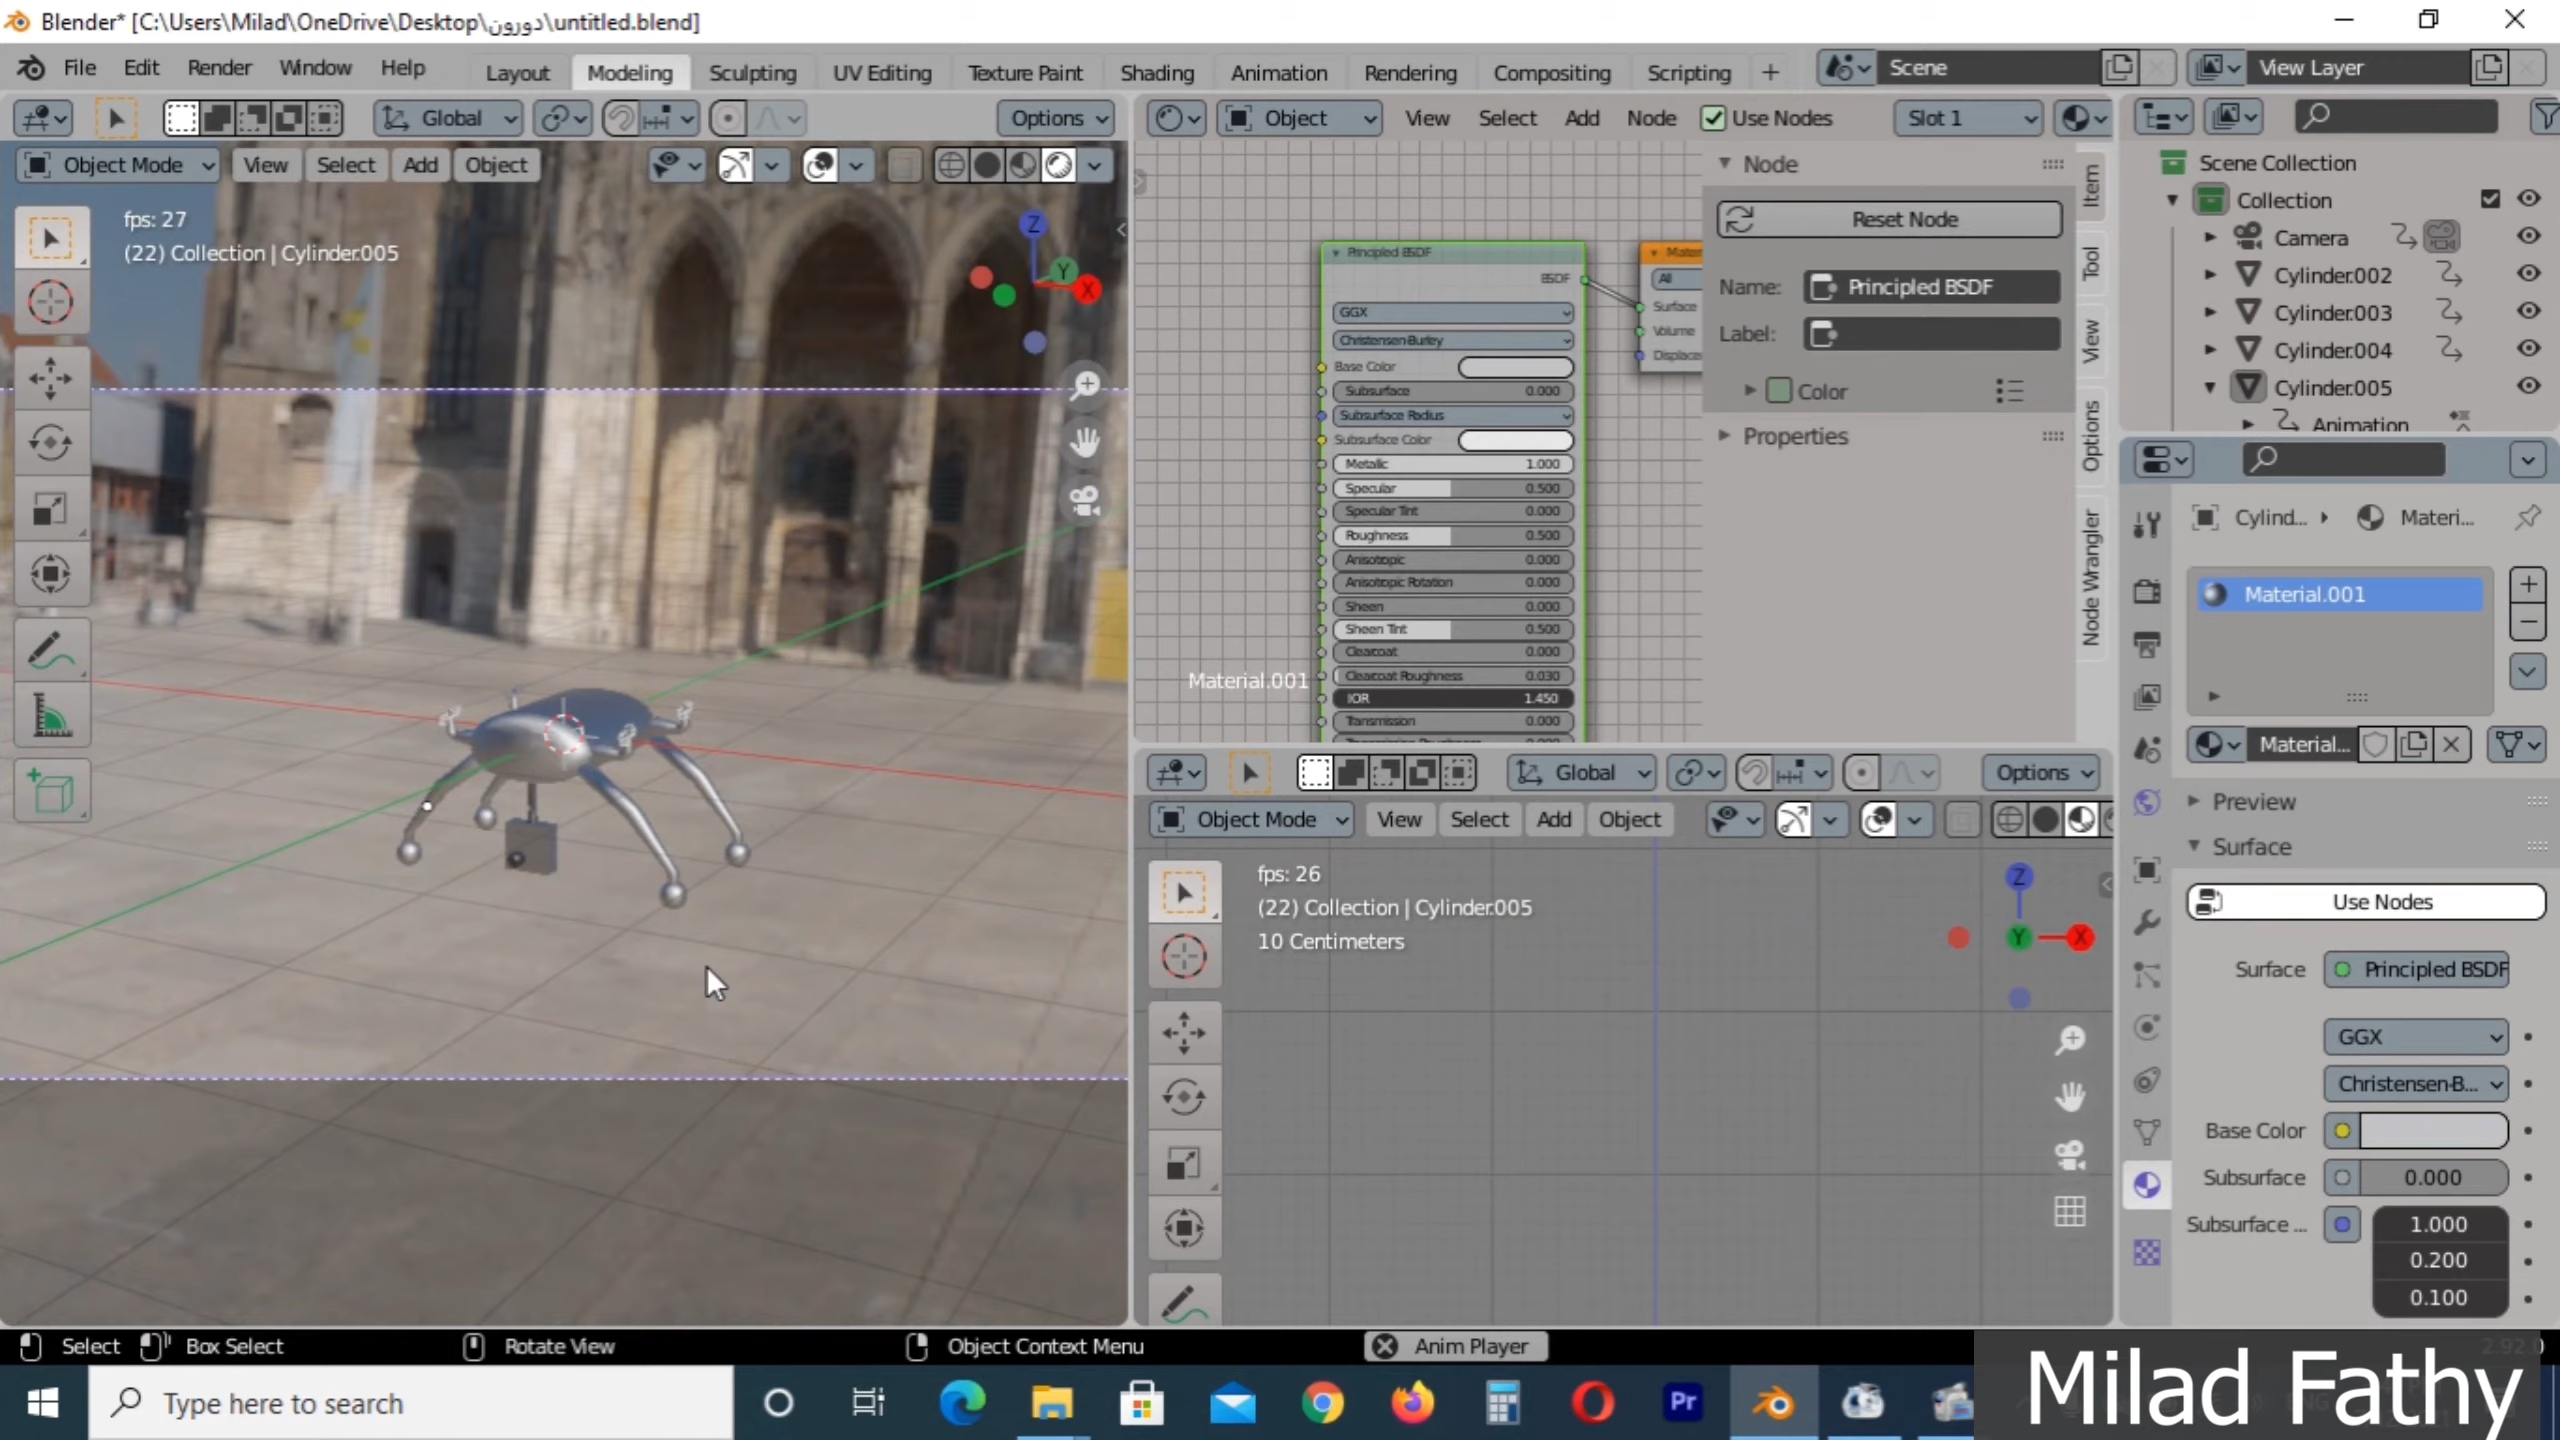 Blender* [C:\Users\Milad\OneDrive\Desktop\دورون\untitled.blend]
File Edit Render Window Help Layout Modeling Sculpting UV Editing Texture Paint Shading Animation Rendering Compositing Scripting + Scene View Layer
Global Options
Object View Select Add Node Use Nodes Slot 1
Object Mode View Select Add Object
fps: 27
(22) Collection | Cylinder.005
Z
Y
X
Principled BSDF
BSDF
GGX
Christensen-Burley
Base Color
Subsurface 0.000
Subsurface Radius
Subsurface Color
Metallic 1.000
Specular 0.500
Specular Tint 0.000
Roughness 0.500
Anisotropic 0.000
Anisotropic Rotation 0.000
Sheen 0.000
Sheen Tint 0.500
Clearcoat 0.000
Clearcoat Roughness 0.030
IOR 1.450
Transmission 0.000
Material.001
Mater
All
Surface
Volume
Displace
Node
Reset Node
Name: Principled BSDF
Label:
Color
Properties
Item
Tool
View
Options
Node Wrangler
Scene Collection
Collection
Camera
Cylinder.002
Cylinder.003
Cylinder.004
Cylinder.005
Animation
Cylind... Materi...
Material.001
Material...
Preview
Surface
Use Nodes
Surface Principled BSDF
GGX
Christensen-B...
Base Color
Subsurface 0.000
Subsurface ... 1.000
0.200
0.100
Global Options
Object Mode View Select Add Object
fps: 26
(22) Collection | Cylinder.005
10 Centimeters
Z
Y
X
Select Box Select Rotate View Object Context Menu Anim Player 2.92.0
Type here to search
Pr
Milad Fathy